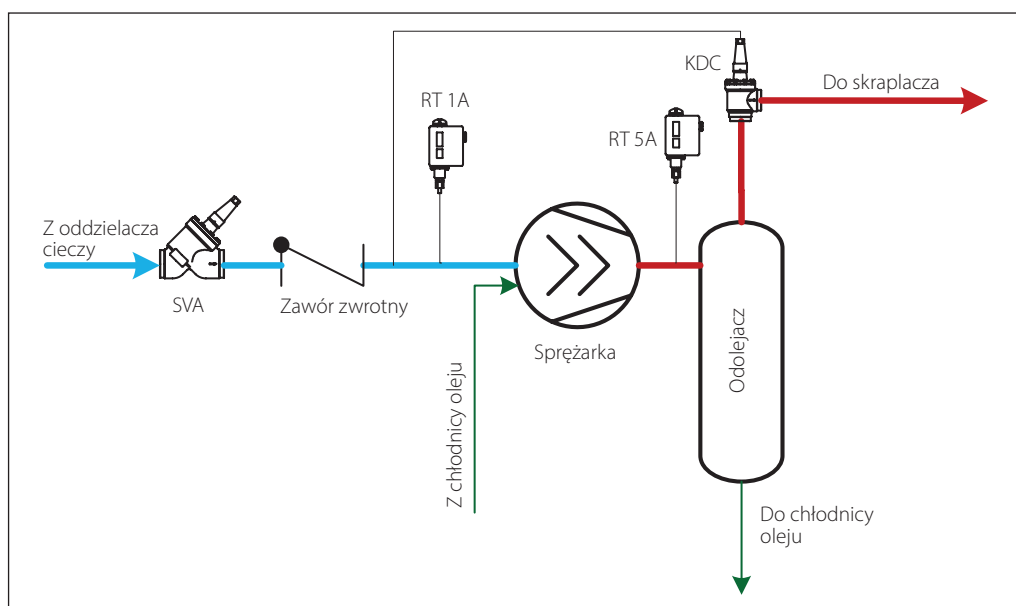 KDC
Do skraplacza
RT 1A
RT 5A
Z oddzielacza
cieczy
SVA
Zawór zwrotny
Sprężarka
Odolejacz
Z chłodnicy oleju
Do chłodnicy
oleju